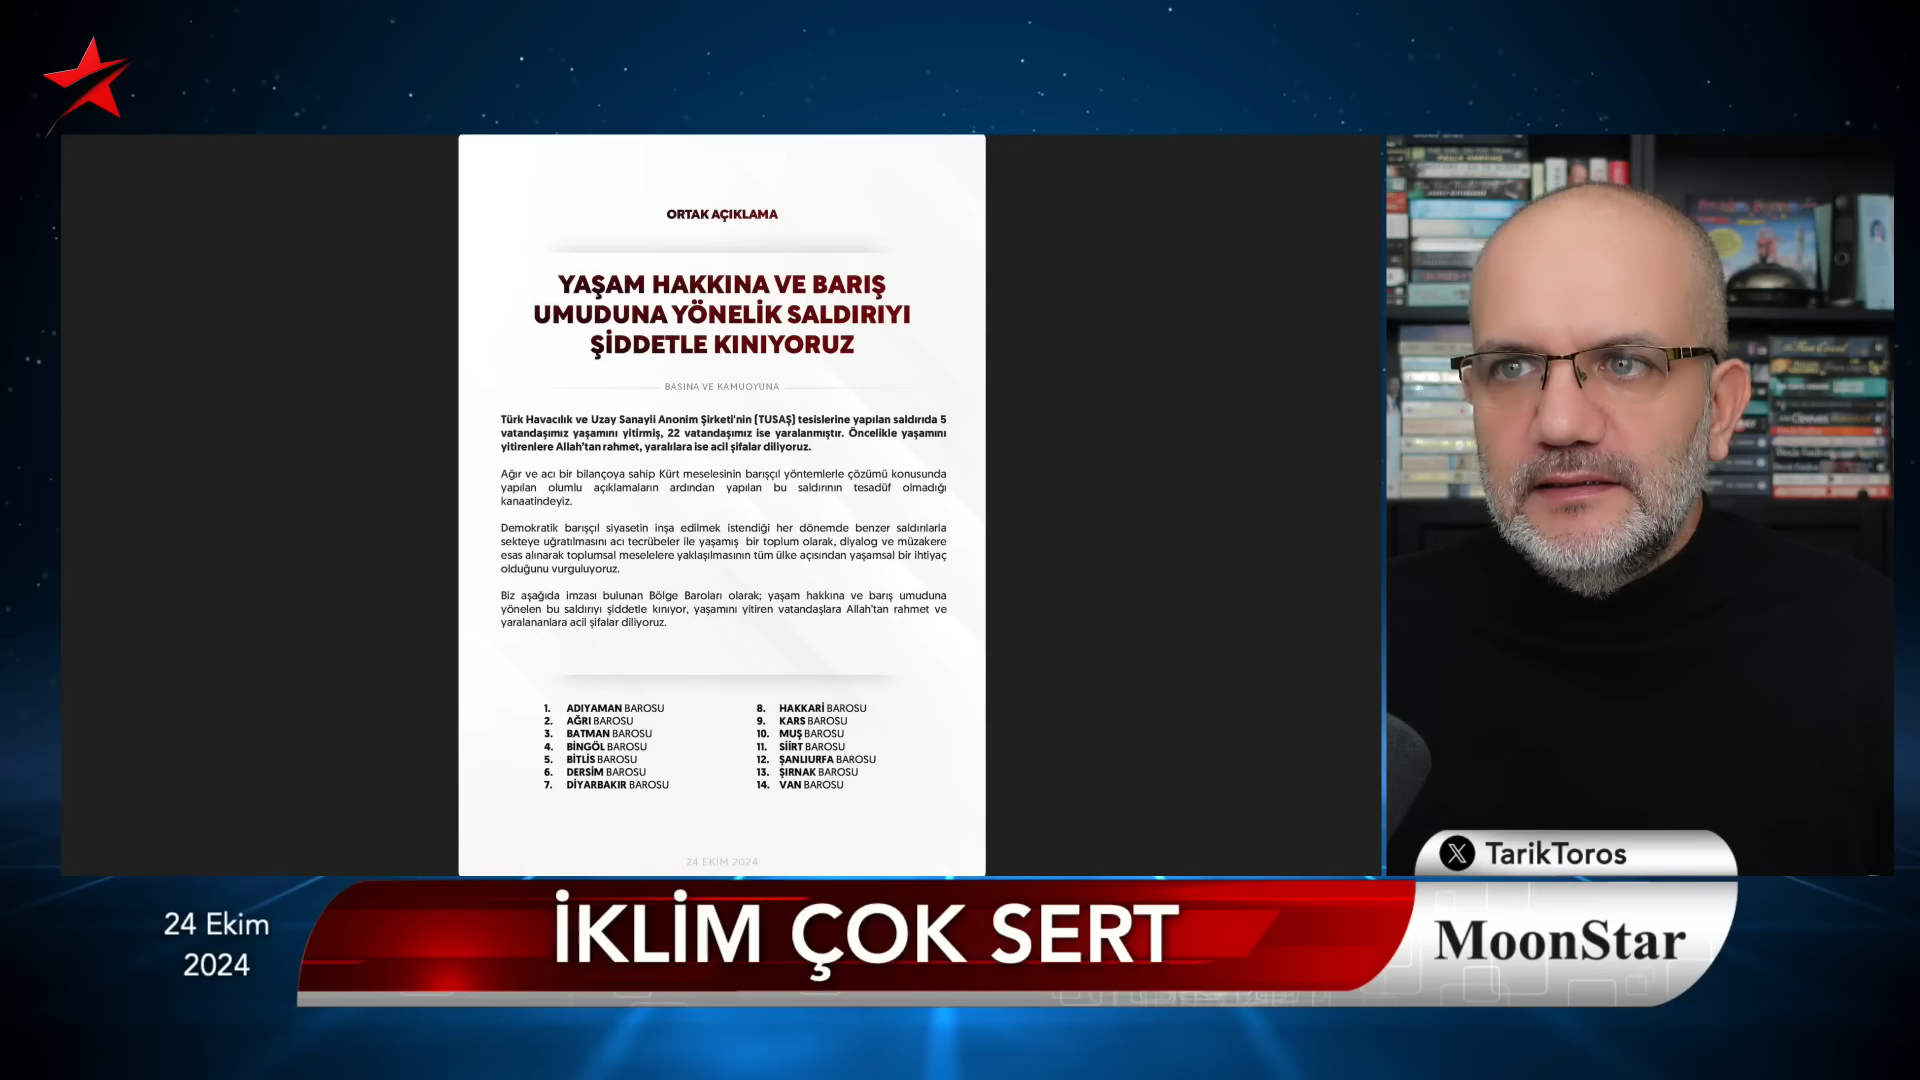 ORTAK AÇIKLAMA
YAŞAM HAKKINA VE BARIŞ
UMUDUNA YÖNELİK SALDIRIYI
ŞİDDETLE KINIYORUZ
BASINA VE KAMUOYUNA
Türk Havacılık ve Uzay Sanayii Anonim Şirketi'nin (TUSAŞ) tesislerine yapılan saldırıda 5
vatandaşımız yaşamını yitirmiş, 22 vatandaşımız ise yaralanmıştır. Öncelikle yaşamını
yitirenlere Allah'tan rahmet, yaralılara ise acil şifalar diliyoruz.
Ağır ve acı bir bilançoya sahip Kürt meselesinin barışçıl yöntemlerle çözümü konusunda
yapılan olumlu açıklamaların ardından yapılan bu saldırının tesadüf olmadığı
kanaatindeyiz.
Demokratik barışçıl siyasetin inşa edilmek istendiği her dönemde benzer saldırılarla
sekteye uğratılmasını acı tecrübeler ile yaşamış bir toplum olarak, diyalog ve müzakere
esas alınarak toplumsal meselelere yaklaşılmasının tüm ülke açısından yaşamsal bir ihtiyaç
olduğunu vurguluyoruz.
Biz aşağıda imzası bulunan Bölge Baroları olarak; yaşam hakkına ve barış umuduna
yönelen bu saldırıyı şiddetle kınıyor, yaşamını yitiren vatandaşlara Allah'tan rahmet ve
yaralananlara acil şifalar diliyoruz.
1. ADIYAMAN BAROSU
2. AĞRI BAROSU
3. BATMAN BAROSU
4. BİNGÖL BAROSU
5. BİTLİS BAROSU
6. DERSİM BAROSU
7. DİYARBAKIR BAROSU
8. HAKKARİ BAROSU
9. KARS BAROSU
10. MUŞ BAROSU
11. SİİRT BAROSU
12. ŞANLIURFA BAROSU
13. ŞIRNAK BAROSU
14. VAN BAROSU
24 EKİM 2024
TarikToros
24 Ekim
2024
İKLİM ÇOK SERT
MoonStar